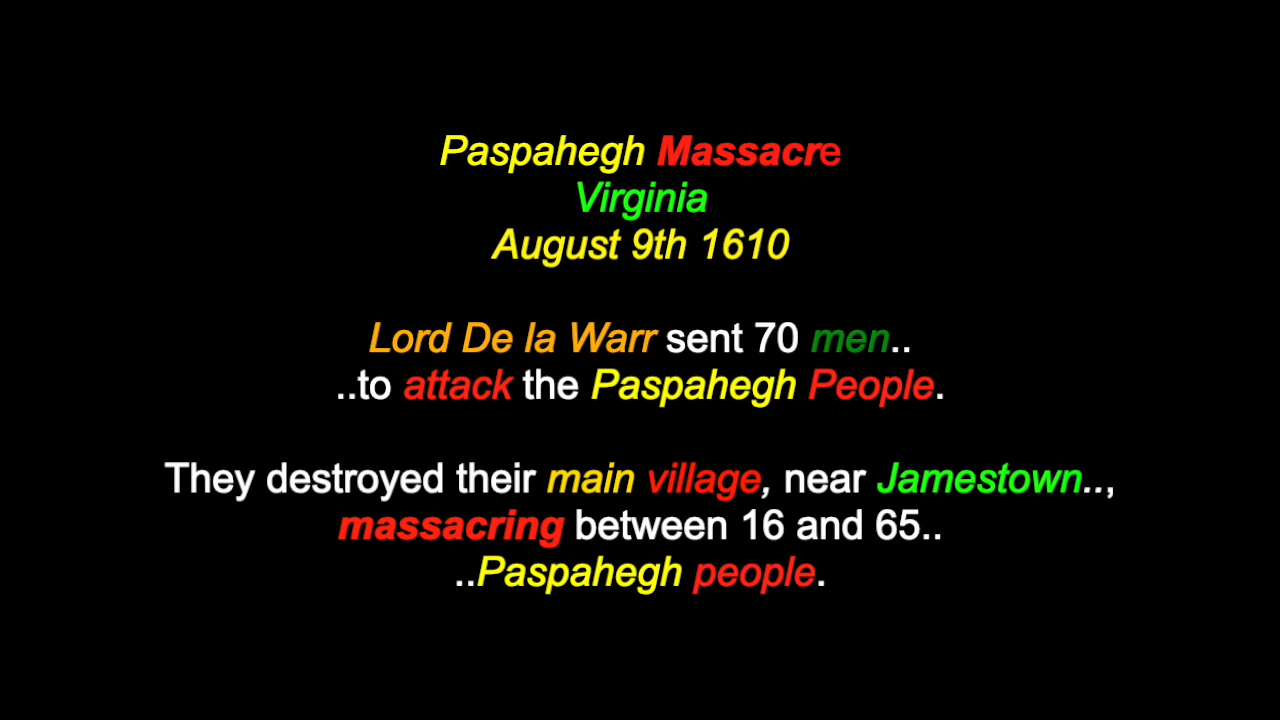 Paspahegh Massacre
Virginia
August 9th 1610
Lord De la Warr sent 70 men..
..to attack the Paspahegh People.
They destroyed their main village, near Jamestown..,
massacring between 16 and 65..
..Paspahegh people.